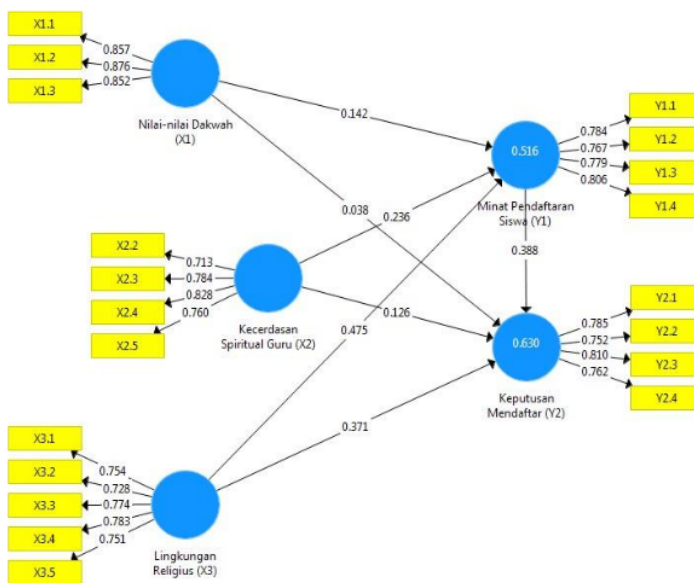 X1.1
X1.2
X1.3
0.857
0.876
0.852
Nilai-nilai Dakwah
(X1)
0.142
0.038
X2.2
X2.3
X2.4
X2.5
0.713
0.784
0.828
0.760
Kecerdasan
Spiritual Guru (X2)
0.236
0.126
X3.1
X3.2
X3.3
X3.4
X3.5
0.754
0.728
0.774
0.783
0.751
Lingkungan
Religius (X3)
0.475
0.371
0.516
Minat Pendaftaran
Siswa (Y1)
0.784
0.767
0.779
0.806
Y1.1
Y1.2
Y1.3
Y1.4
0.388
0.630
Keputusan
Mendaftar (Y2)
0.785
0.752
0.810
0.762
Y2.1
Y2.2
Y2.3
Y2.4